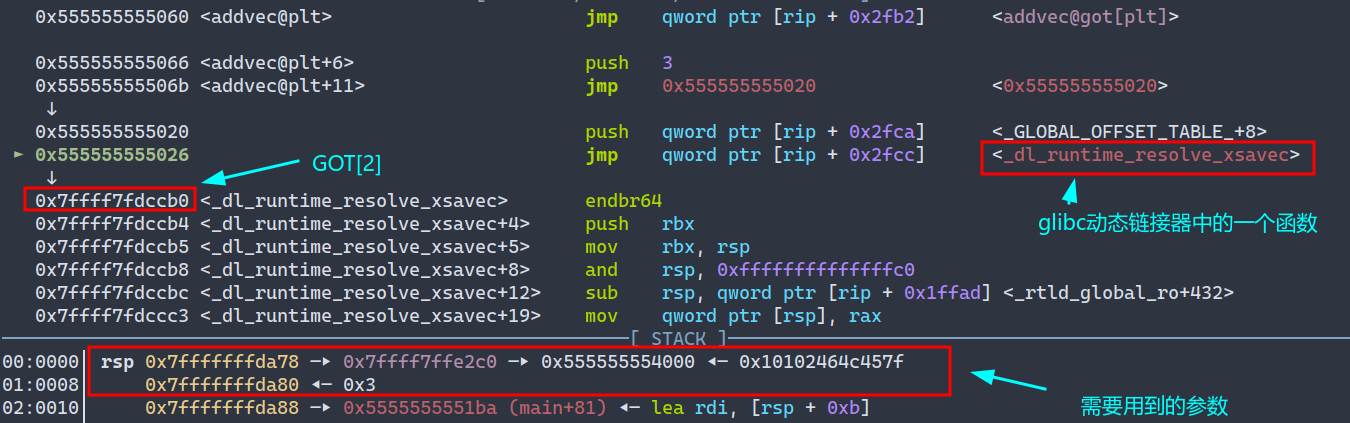 0x555555555060 <addvec@plt> jmp qword ptr [rip + 0x2fb2] <addvec@got[plt]>
0x555555555066 <addvec@plt+6> push 3
0x55555555506b <addvec@plt+11> jmp 0x555555555020 <0x555555555020>
↓
0x555555555020 push qword ptr [rip + 0x2fca] <_GLOBAL_OFFSET_TABLE_+8>
► 0x555555555026 jmp qword ptr [rip + 0x2fcc] <_dl_runtime_resolve_xsavec>
GOT[2]
↓
0x7ffff7fdccb0 <_dl_runtime_resolve_xsavec> endbr64
0x7ffff7fdccb4 <_dl_runtime_resolve_xsavec+4> push rbx
glibc动态链接器中的一个函数
0x7ffff7fdccb5 <_dl_runtime_resolve_xsavec+5> mov rbx, rsp
0x7ffff7fdccb8 <_dl_runtime_resolve_xsavec+8> and rsp, 0xffffffffffffffc0
0x7ffff7fdccbc <_dl_runtime_resolve_xsavec+12> sub rsp, qword ptr [rip + 0x1ffad] <_rtld_global_ro+432>
0x7ffff7fdccc3 <_dl_runtime_resolve_xsavec+19> mov qword ptr [rsp], rax
[ STACK ]
00:0000│ rsp 0x7fffffffda78 —▸ 0x7ffff7ffe2c0 —▸ 0x555555554000 ◂— 0x10102464c457f
01:0008│ 0x7fffffffda80 ◂— 0x3
02:0010│ 0x7fffffffda88 —▸ 0x5555555551ba (main+81) ◂— lea rdi, [rsp + 0xb]
需要用到的参数